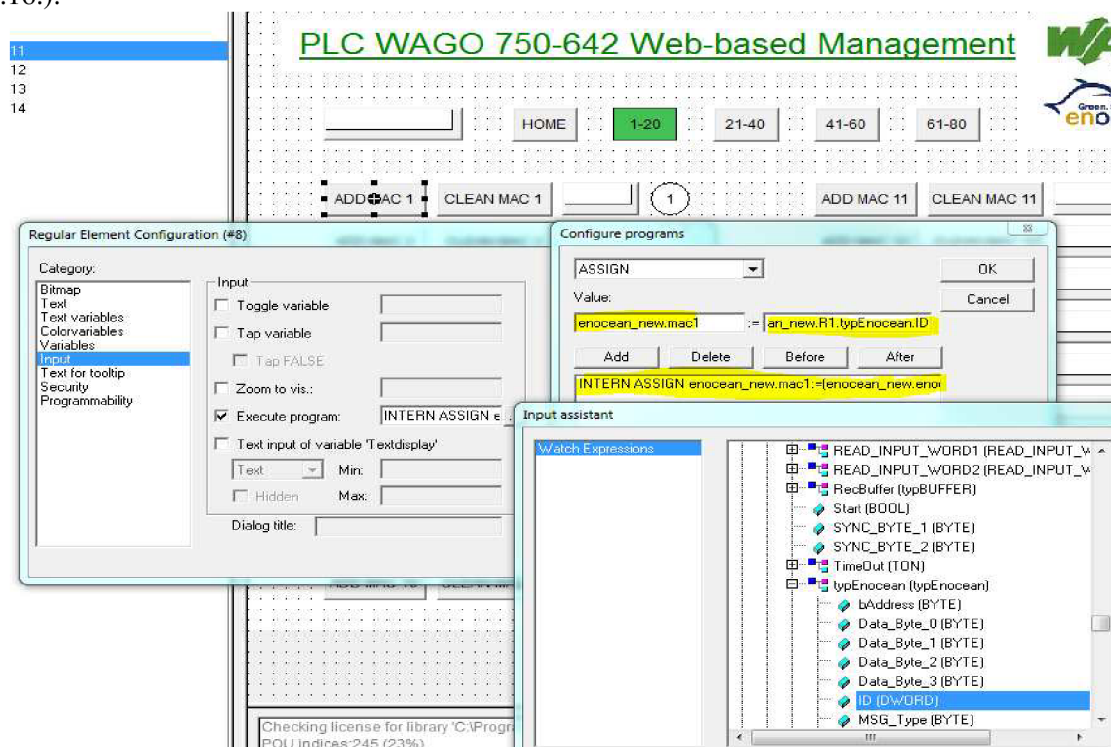 11
12
13
14
PLC WAGO 750-642 Web-based Management
HOME 1-20 21-40 41-60 61-80
ADD MAC 1 CLEAN MAC 1 1 ADD MAC 11 CLEAN MAC 11
Regular Element Configuration (#8)
Category:
Bitmap
Text
Text variables
Colorvariables
Variables
Input
Text for tooltip
Security
Programmability
Input
Toggle variable
Tap variable
Tap FALSE
Zoom to vis.:
Execute program: INTERN ASSIGN e ...
Text input of variable 'Textdisplay'
Text Min:
Hidden Max:
Dialog title:
Configure programs
ASSIGN OK
Value: Cancel
enocean_new.mac1 := an_new.R1.typEnocean.ID
Add Delete Before After
INTERN ASSIGN enocean_new.mac1:=(enocean_new.eno
Input assistant
Watch Expressions
READ_INPUT_WORD1 (READ_INPUT_W
READ_INPUT_WORD2 (READ_INPUT_W
RecBuffer (typBUFFER)
Start (BOOL)
SYNC_BYTE_1 (BYTE)
SYNC_BYTE_2 (BYTE)
TimeOut (TON)
typEnocean (typEnocean)
bAddress (BYTE)
Data_Byte_0 (BYTE)
Data_Byte_1 (BYTE)
Data_Byte_2 (BYTE)
Data_Byte_3 (BYTE)
ID (DWORD)
MSG_Type (BYTE)
Checking license for library 'C:\Progr
POU indices:245 (23%)